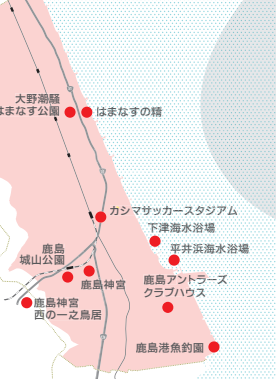 大野潮騒
はまなす公園
はまなすの精
カシマサッカースタジアム
下津海水浴場
平井浜海水浴場
鹿島
城山公園
鹿島神宮
鹿島アントラーズ
クラブハウス
鹿島神宮
西の一之鳥居
鹿島港魚釣園